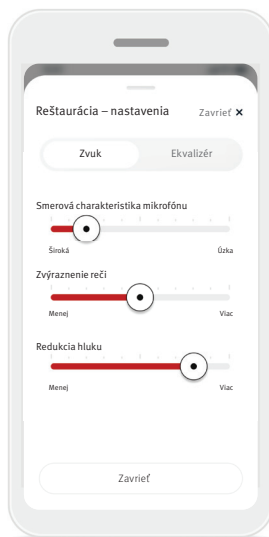 Reštaurácia – nastavenia Zavrieť ×
Zvuk Ekvalizér
Smerová charakteristika mikrofónu
Široká Úzka
Zvýraznenie reči
Menej Viac
Redukcia hluku
Menej Viac
Zavrieť